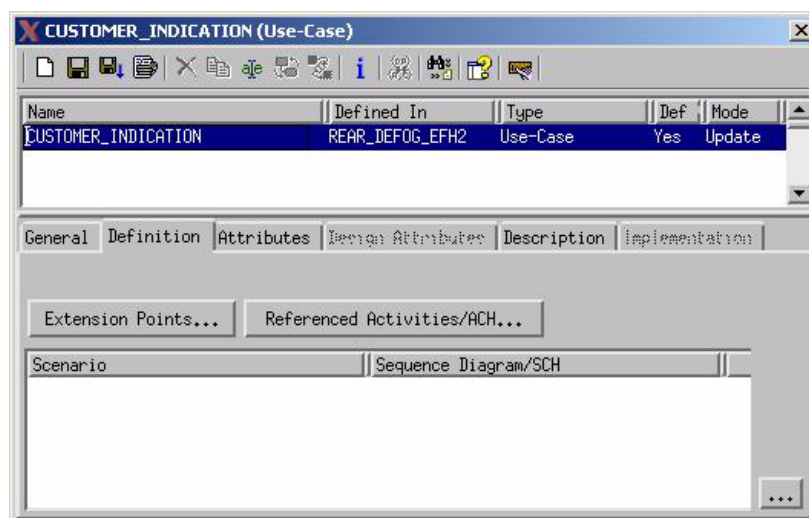 CUSTOMER_INDICATION (Use-Case)
Name Defined In Type Def Mode
CUSTOMER_INDICATION REAR_DEFOG_EFH2 Use-Case Yes Update
General Definition Attributes Design Attributes Description Implementation
Extension Points... Referenced Activities/ACH...
Scenario Sequence Diagram/SCH
...